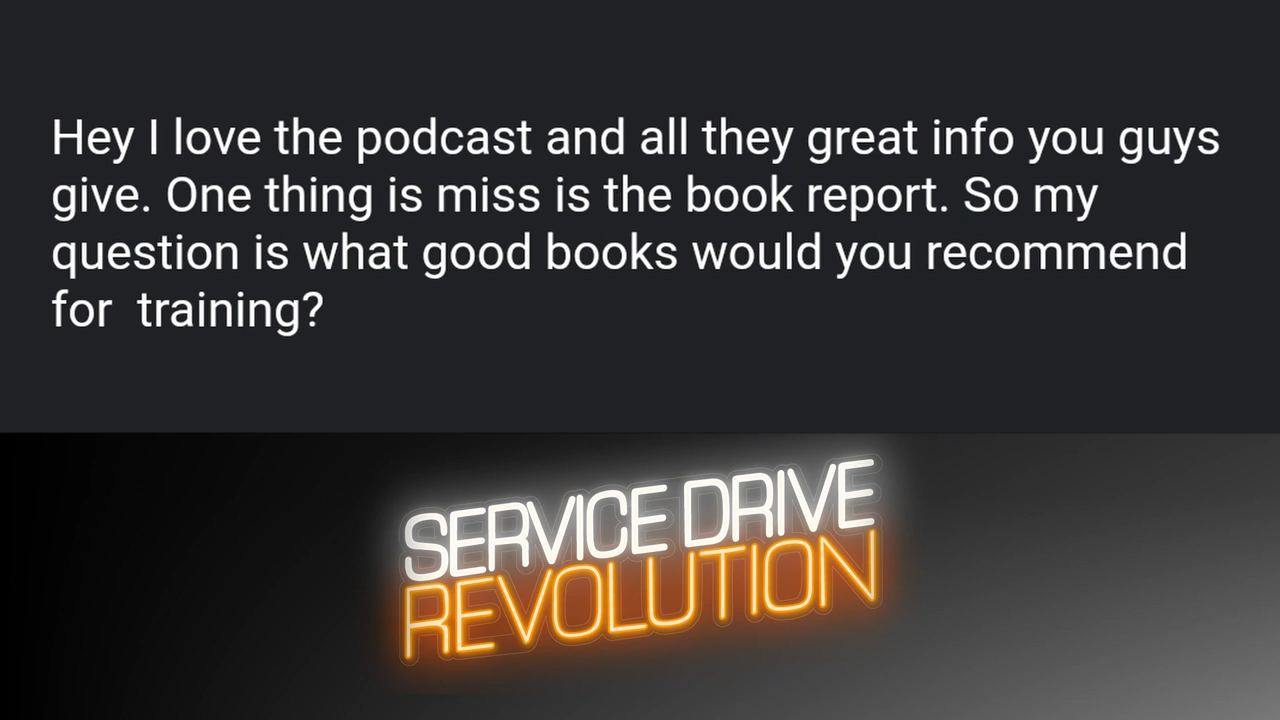 Hey I love the podcast and all they great info you guys
give. One thing is miss is the book report. So my
question is what good books would you recommend
for  training?
SERVICE DRIVE
REVOLUTION